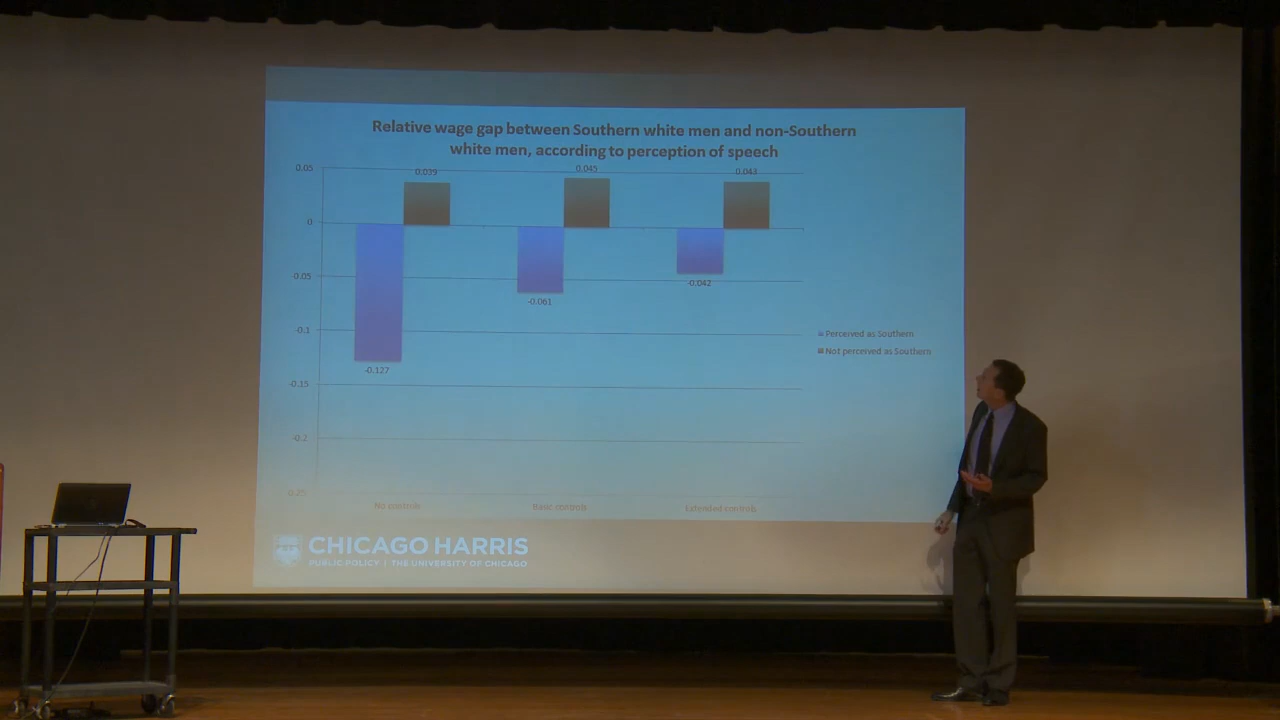 Relative wage gap between Southern white men and non-Southern
white men, according to perception of speech
0.05
0.039
0.045
0.043
0
-0.05
-0.042
-0.061
-0.1
Perceived as Southern
Not perceived as Southern
-0.127
-0.15
-0.2
-0.25
No controls
Basic controls
Extended controls
CHICAGO HARRIS
PUBLIC POLICY | THE UNIVERSITY OF CHICAGO